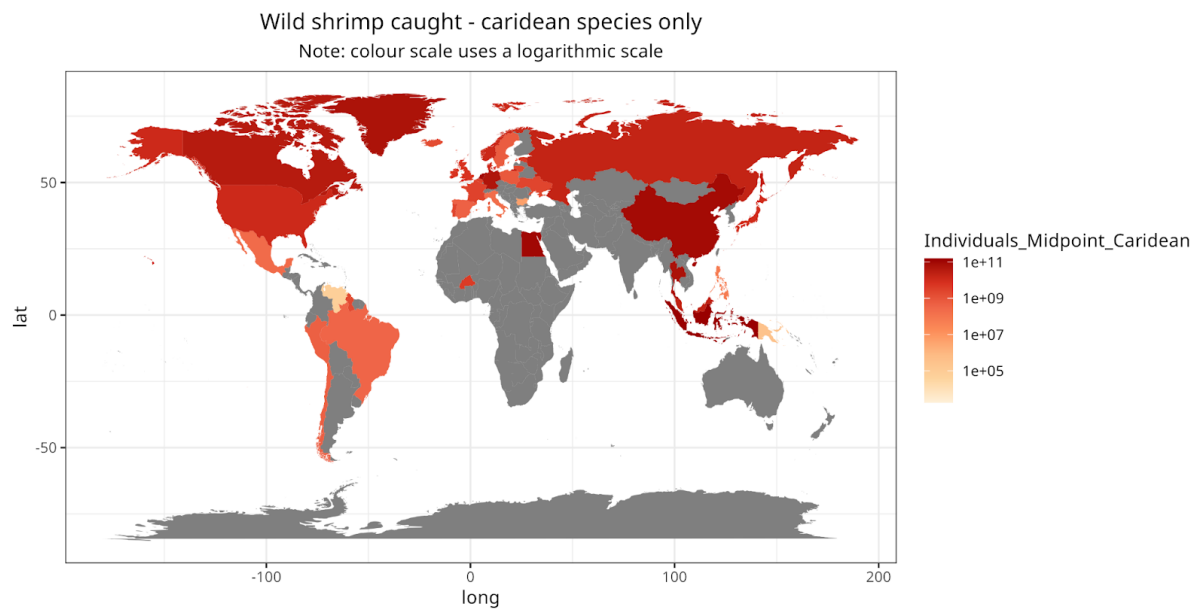 Wild shrimp caught - caridean species only
Note: colour scale uses a logarithmic scale
Individuals_Midpoint_Caridean
1e+11
1e+09
1e+07
1e+05
lat
50
0
-50
-100
0
100
200
long